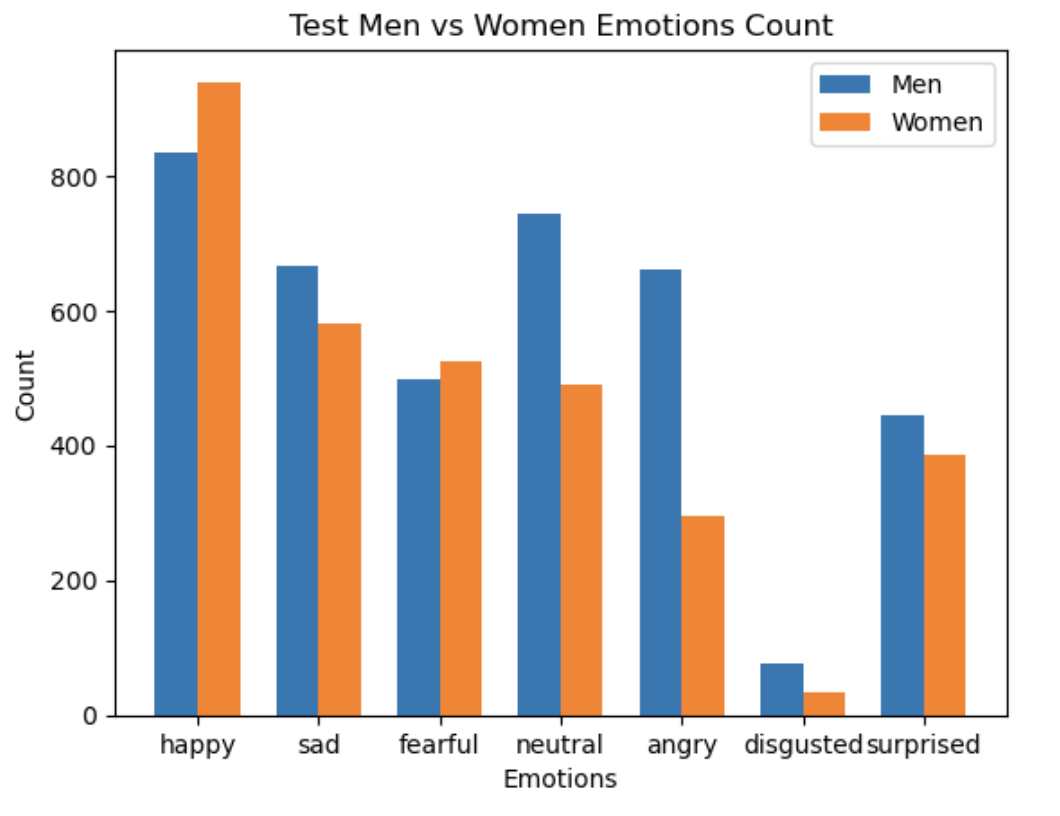 Test Men vs Women Emotions Count
Men
Women
800
600
400
200
0
Count
happy sad fearful neutral angry disgusted surprised
Emotions